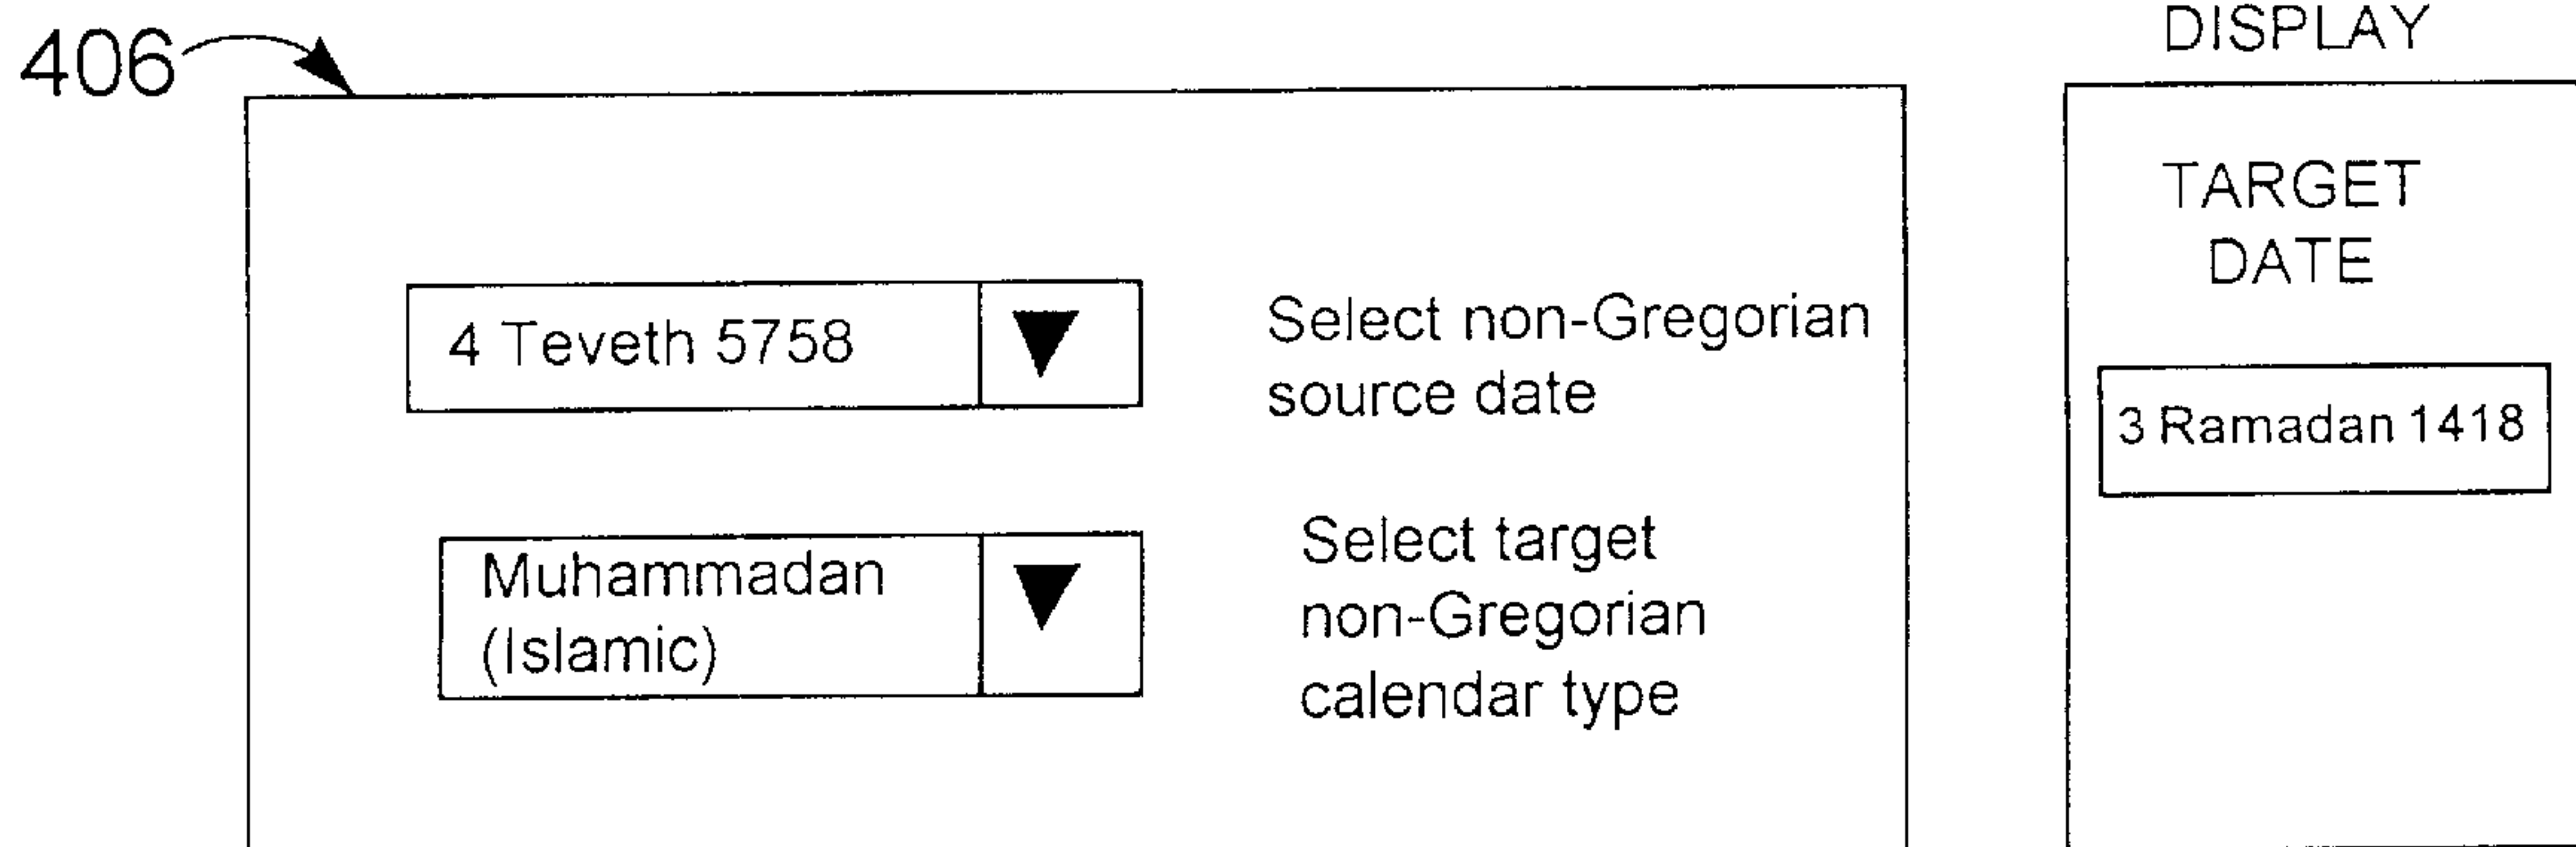 406
4 Teveth 5758
Select non-Gregorian
source date
Muhammadan
(Islamic)
Select target
non-Gregorian
calendar type
DISPLAY
TARGET
DATE
3 Ramadan 1418